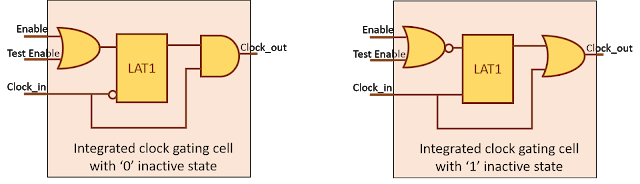 Enable
Test Enable
Clock_in
LAT1
Clock_out
Integrated clock gating cell
with ‘0’ inactive state
Enable
Test Enable
Clock_in
LAT1
Clock_out
Integrated clock gating cell
with ‘1’ inactive state